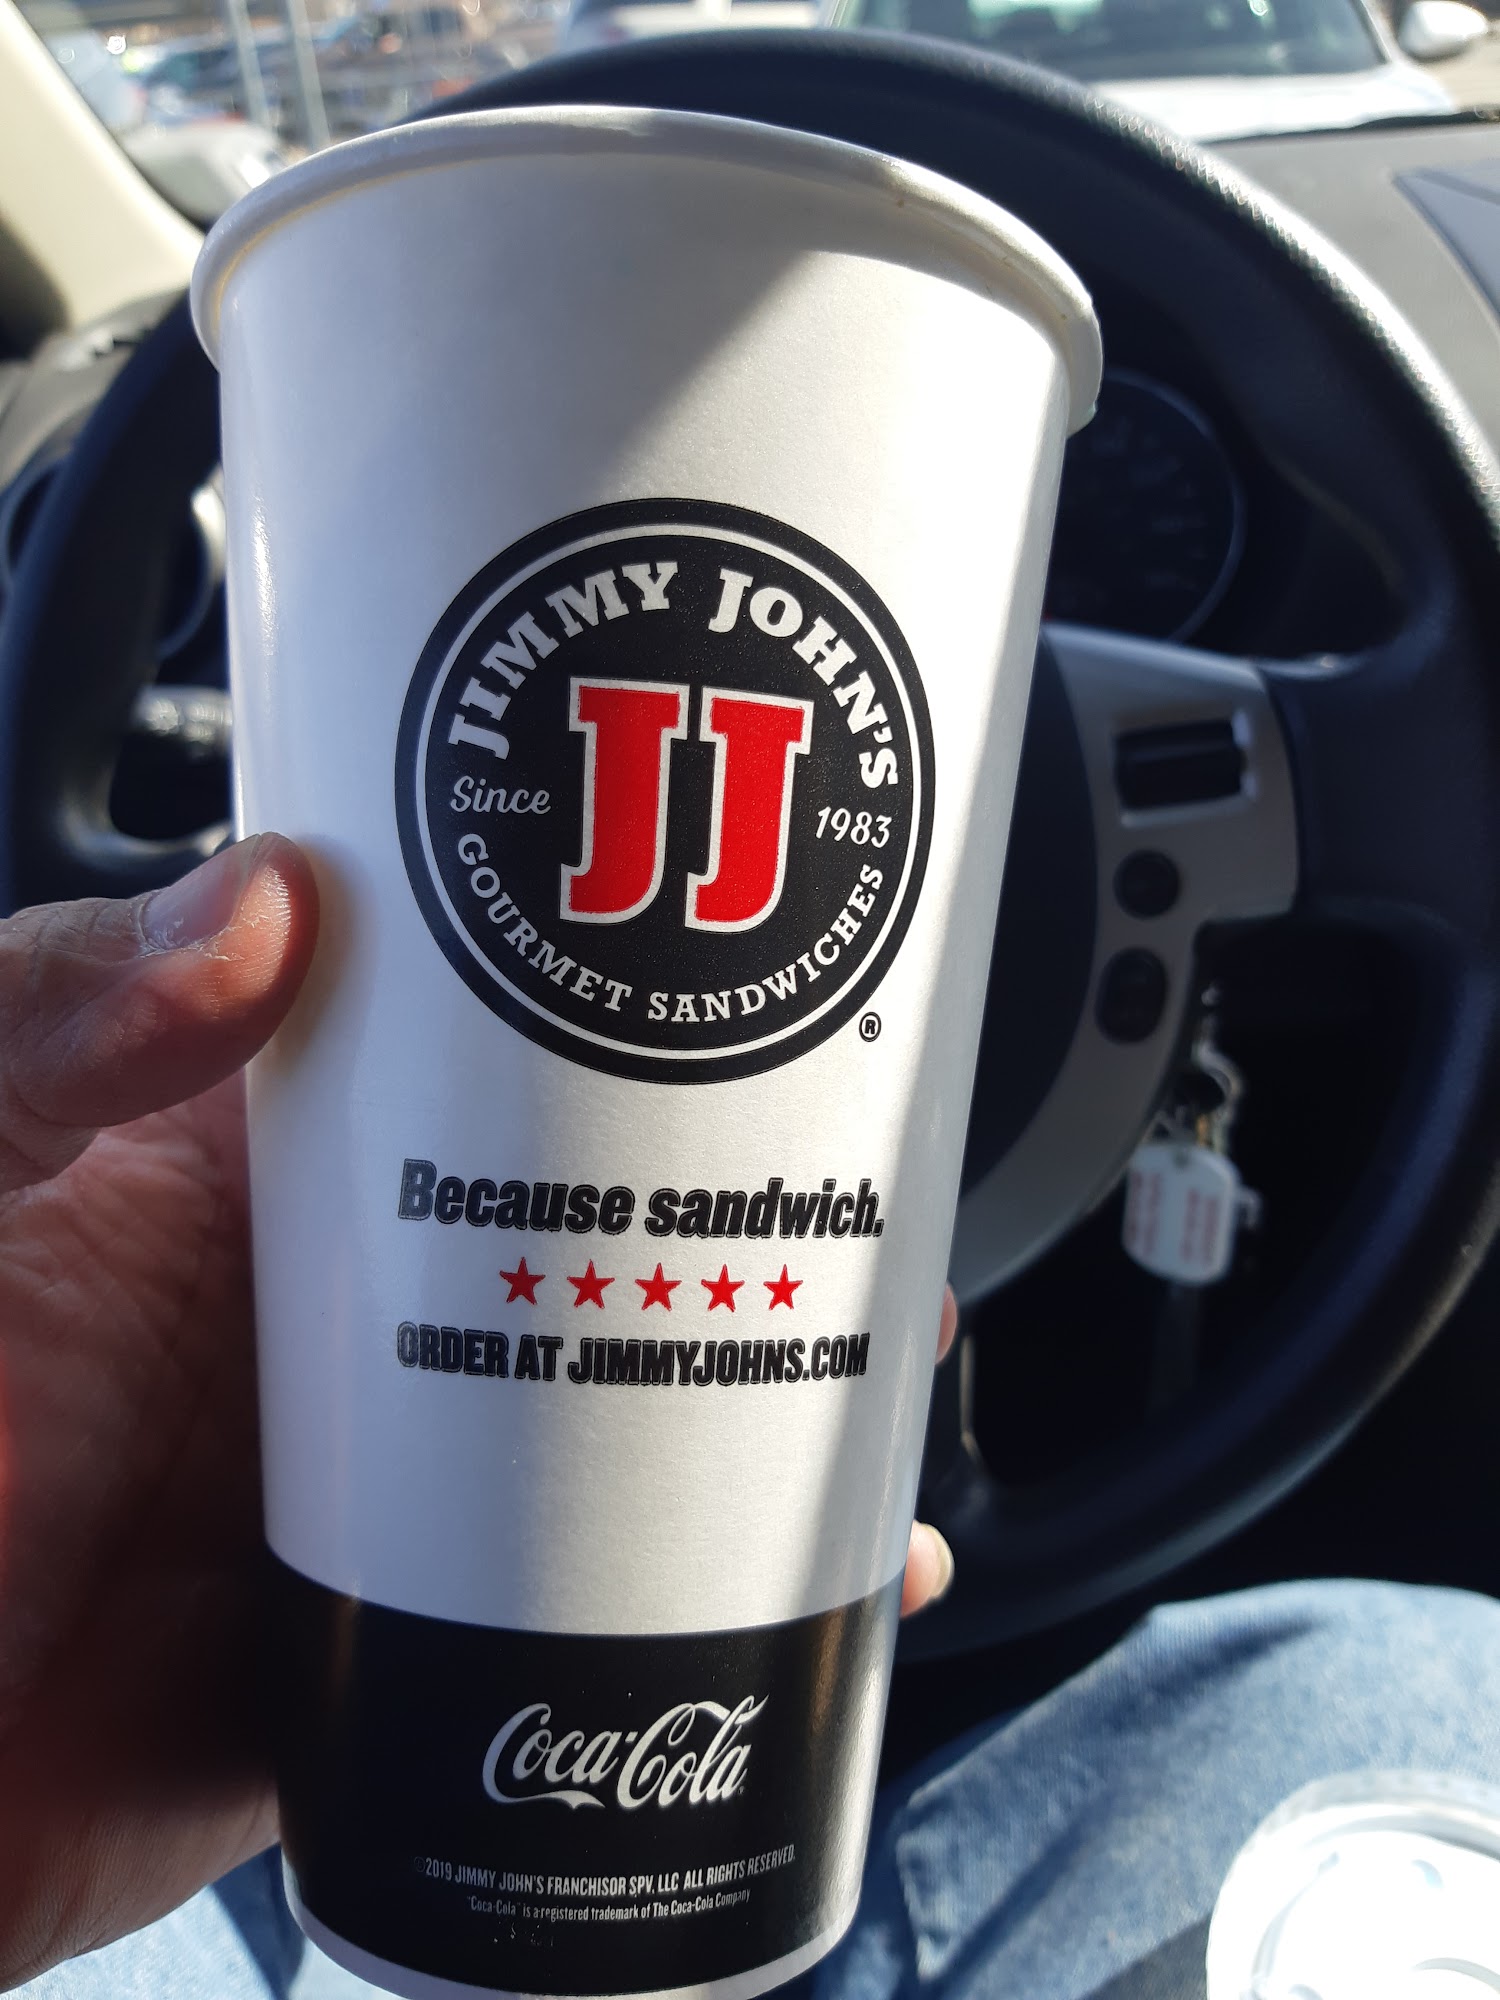 JIMMY JOHN'S
JJ
Since 1983
GOURMET SANDWICHES
®
Because sandwich.
★★★★★
ORDER AT JIMMYJOHNS.COM
Coca-Cola
©2019 JIMMY JOHN'S FRANCHISOR SPV, LLC ALL RIGHTS RESERVED.
"Coca-Cola" is a registered trademark of The Coca-Cola Company